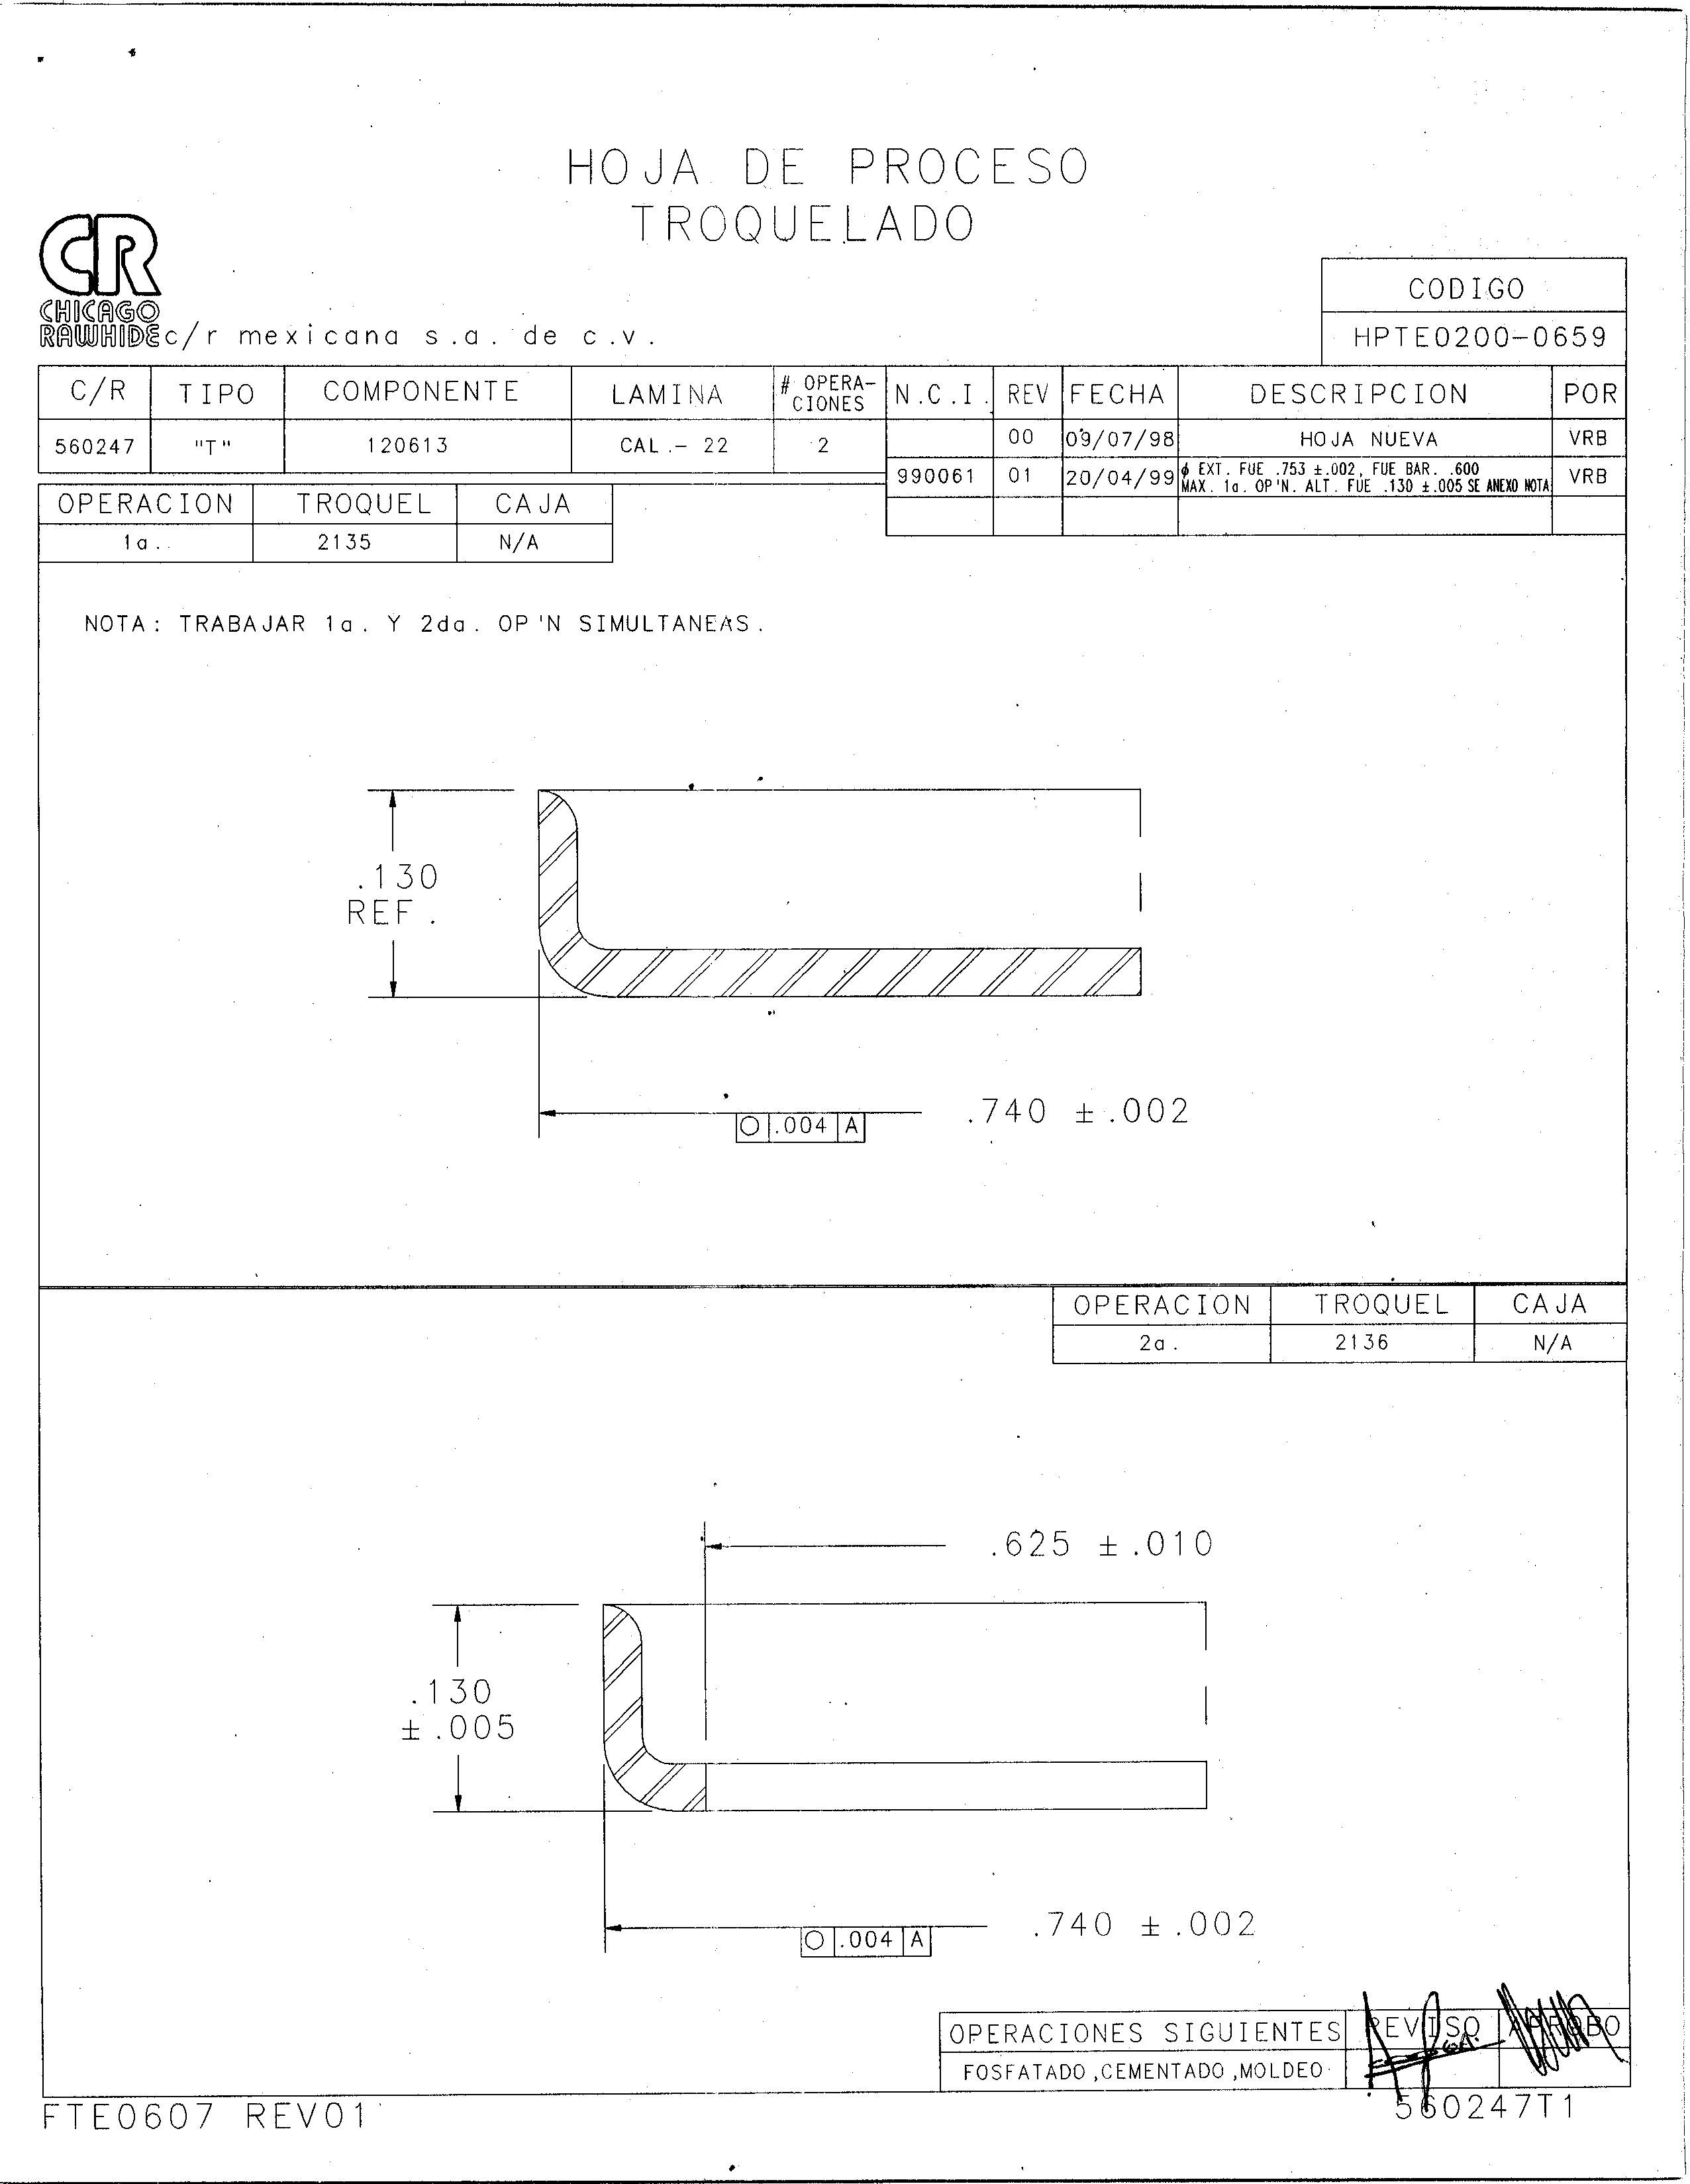 HOJA DE PROCESO
TROQUELADO
CR
CHICAGO
RAWHIDE c/r mexicana s.a. de c.v.
CODIGO
HPTE0200-0659
C/R TIPO COMPONENTE LAMINA # OPERA-CIONES N.C.I. REV FECHA DESCRIPCION POR
560247 "T" 120613 CAL.- 22 2 00 09/07/98 HOJA NUEVA VRB
990061 01 20/04/99 ϕ EXT. FUE .753 ±.002, FUE BAR. .600 VRB
MAX. 1a. OP'N. ALT. FUE .130 ±.005 SE ANEXO NOTA
OPERACION TROQUEL CAJA
1a.. 2135 N/A
NOTA: TRABAJAR 1a. Y 2da. OP'N SIMULTANEAS.
.130
REF.
.740 ±.002
○ .004 A
OPERACION TROQUEL CAJA
2a. 2136 N/A
.625 ±.010
.130
±.005
.740 ±.002
○ .004 A
OPERACIONES SIGUIENTES REVISO APROBO
FOSFATADO,CEMENTADO,MOLDEO
FTE0607 REV01 560247T1